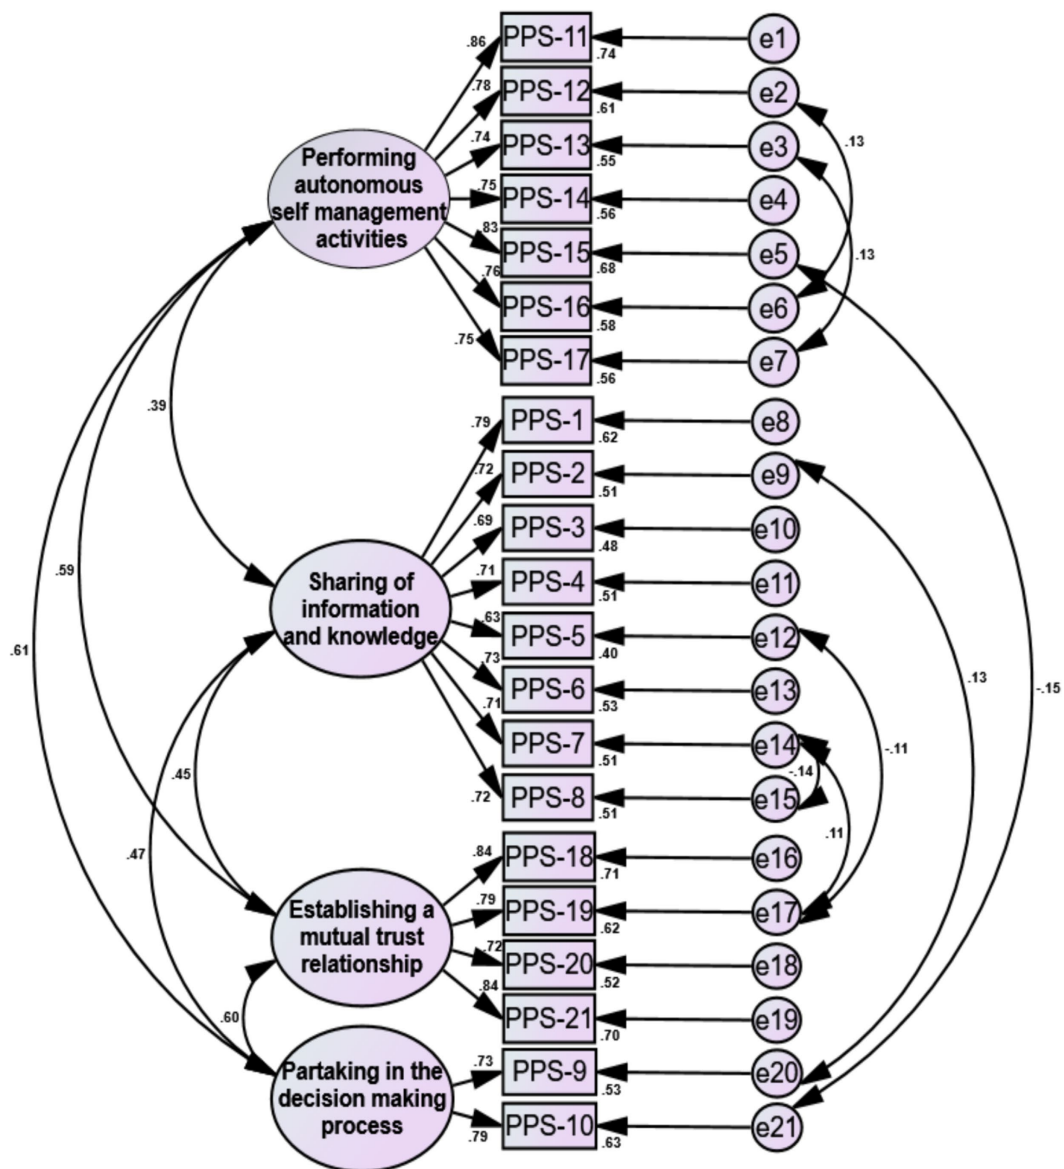 .86
PPS-11
.74
e1
.78
PPS-12
.61
e2
.74
PPS-13
.55
e3
.13
Performing
autonomous
self management
activities
.75
PPS-14
.56
e4
.83
PPS-15
.68
e5
.13
.76
PPS-16
.58
e6
.75
PPS-17
.56
e7
.39
.79
PPS-1
.62
e8
.72
PPS-2
.51
e9
.69
PPS-3
.48
e10
.59
Sharing of
information
and knowledge
.71
PPS-4
.51
e11
.63
PPS-5
.40
e12
.61
.73
PPS-6
.53
e13
.13
-.15
.71
PPS-7
.51
e14
-.11
.45
-.14
.72
PPS-8
.51
e15
.47
.11
.84
PPS-18
.71
e16
.79
PPS-19
.62
e17
Establishing a
mutual trust
relationship
.72
PPS-20
.52
e18
.84
PPS-21
.70
e19
.60
.73
PPS-9
.53
e20
Partaking in the
decision making
process
.79
PPS-10
.63
e21